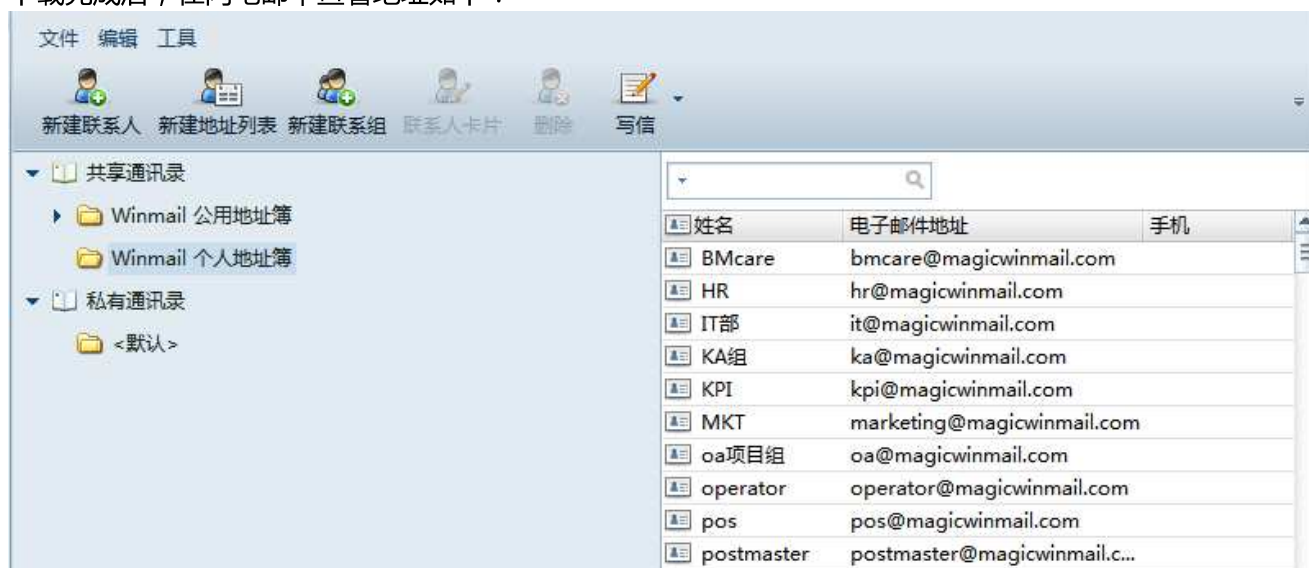 文件 编辑 工具
新建联系人 新建地址列表 新建联系组 联系人卡片 删除 写信
共享通讯录
Winmail 公用地址簿
Winmail 个人地址簿
私有通讯录
<默认>
姓名 电子邮件地址 手机
BMcare bmcare@magicwinmail.com
HR hr@magicwinmail.com
IT部 it@magicwinmail.com
KA组 ka@magicwinmail.com
KPI kpi@magicwinmail.com
MKT marketing@magicwinmail.com
oa项目组 oa@magicwinmail.com
operator operator@magicwinmail.com
pos pos@magicwinmail.com
postmaster postmaster@magicwinmail.c...